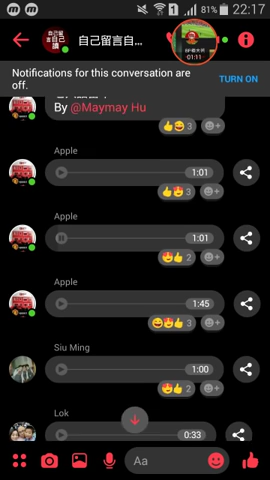 81% 22:17
自己留言自...
01:11
Notifications for this conversation are
off.
TURN ON
By @Maymay Hu
3
Apple
1:01
3
Apple
1:01
2
Apple
1:45
3
Siu Ming
1:00
2
Lok
0:33
Aa